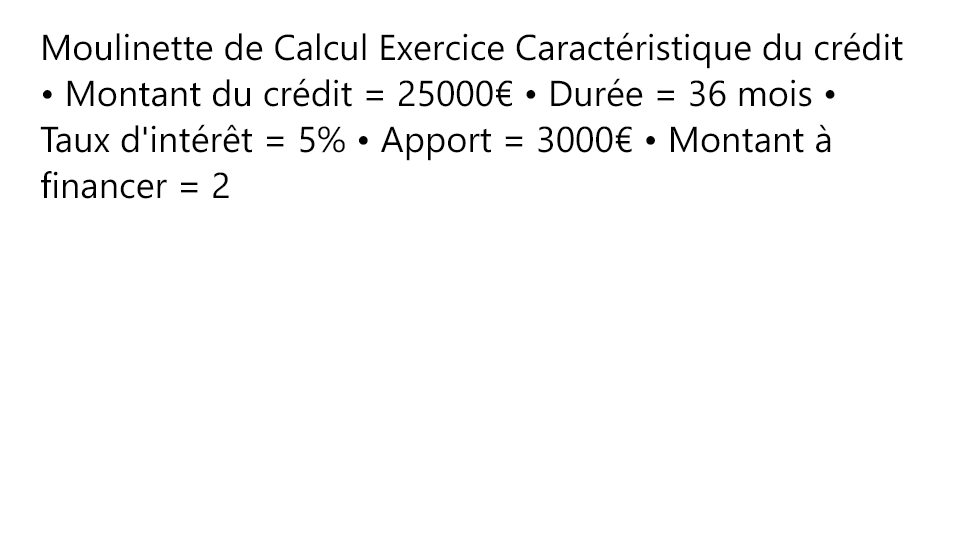 Moulinette de Calcul Exercice Caractéristique du crédit
• Montant du crédit = 25000€ • Durée = 36 mois •
Taux d'intérêt = 5% • Apport = 3000€ • Montant à
financer = 2